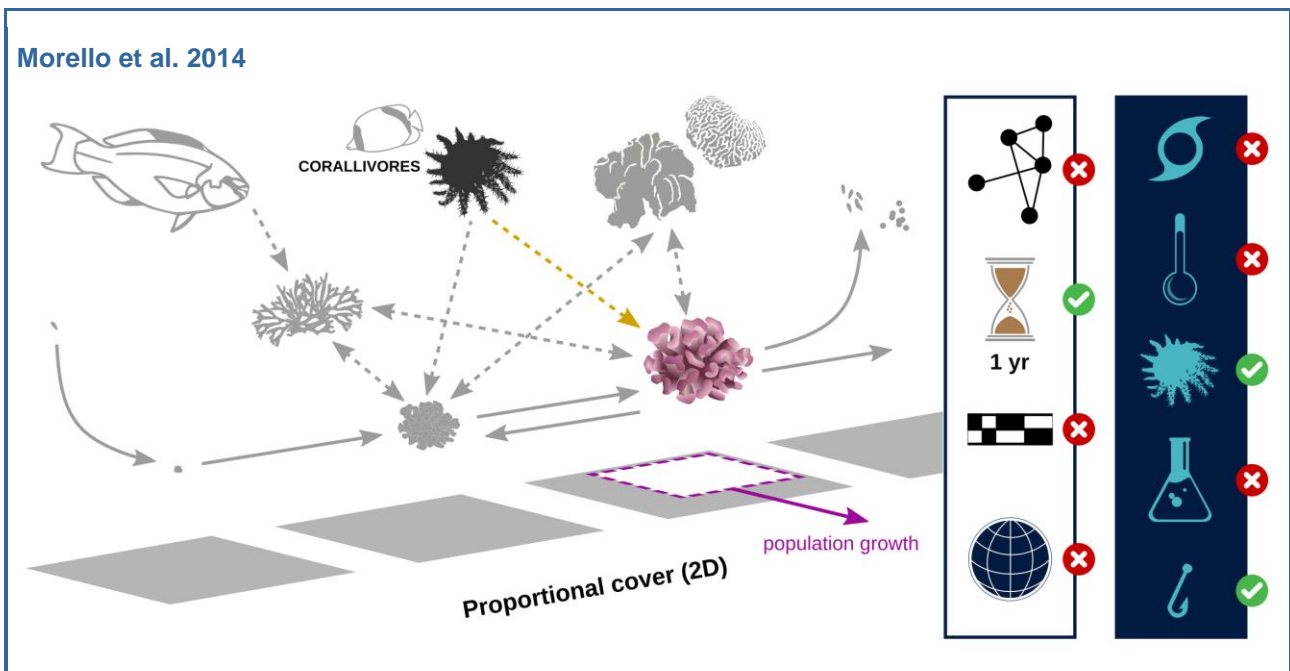 Morello et al. 2014
CORALLIVORES
1 yr
population growth
Proportional cover (2D)